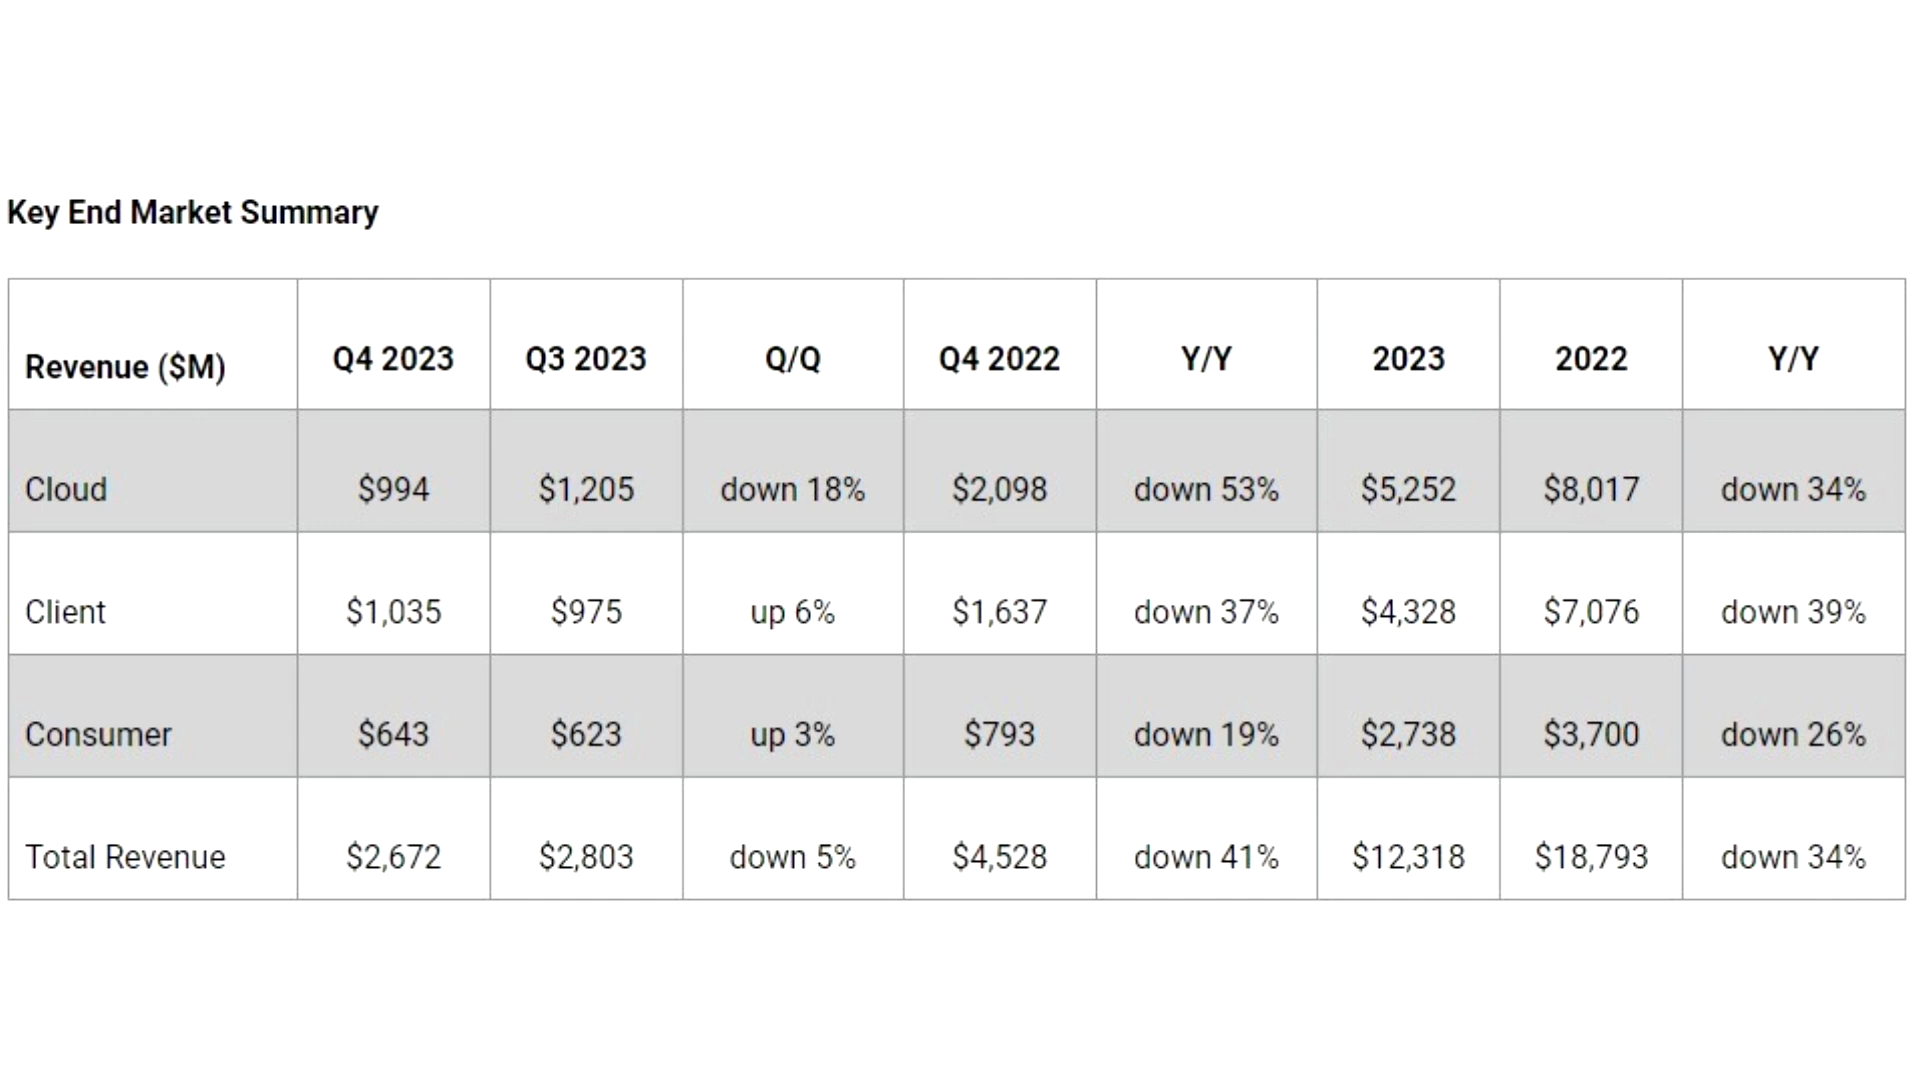 Key End Market Summary
Revenue ($M) Q4 2023 Q3 2023 Q/Q Q4 2022 Y/Y 2023 2022 Y/Y
Cloud $994 $1,205 down 18% $2,098 down 53% $5,252 $8,017 down 34%
Client $1,035 $975 up 6% $1,637 down 37% $4,328 $7,076 down 39%
Consumer $643 $623 up 3% $793 down 19% $2,738 $3,700 down 26%
Total Revenue $2,672 $2,803 down 5% $4,528 down 41% $12,318 $18,793 down 34%